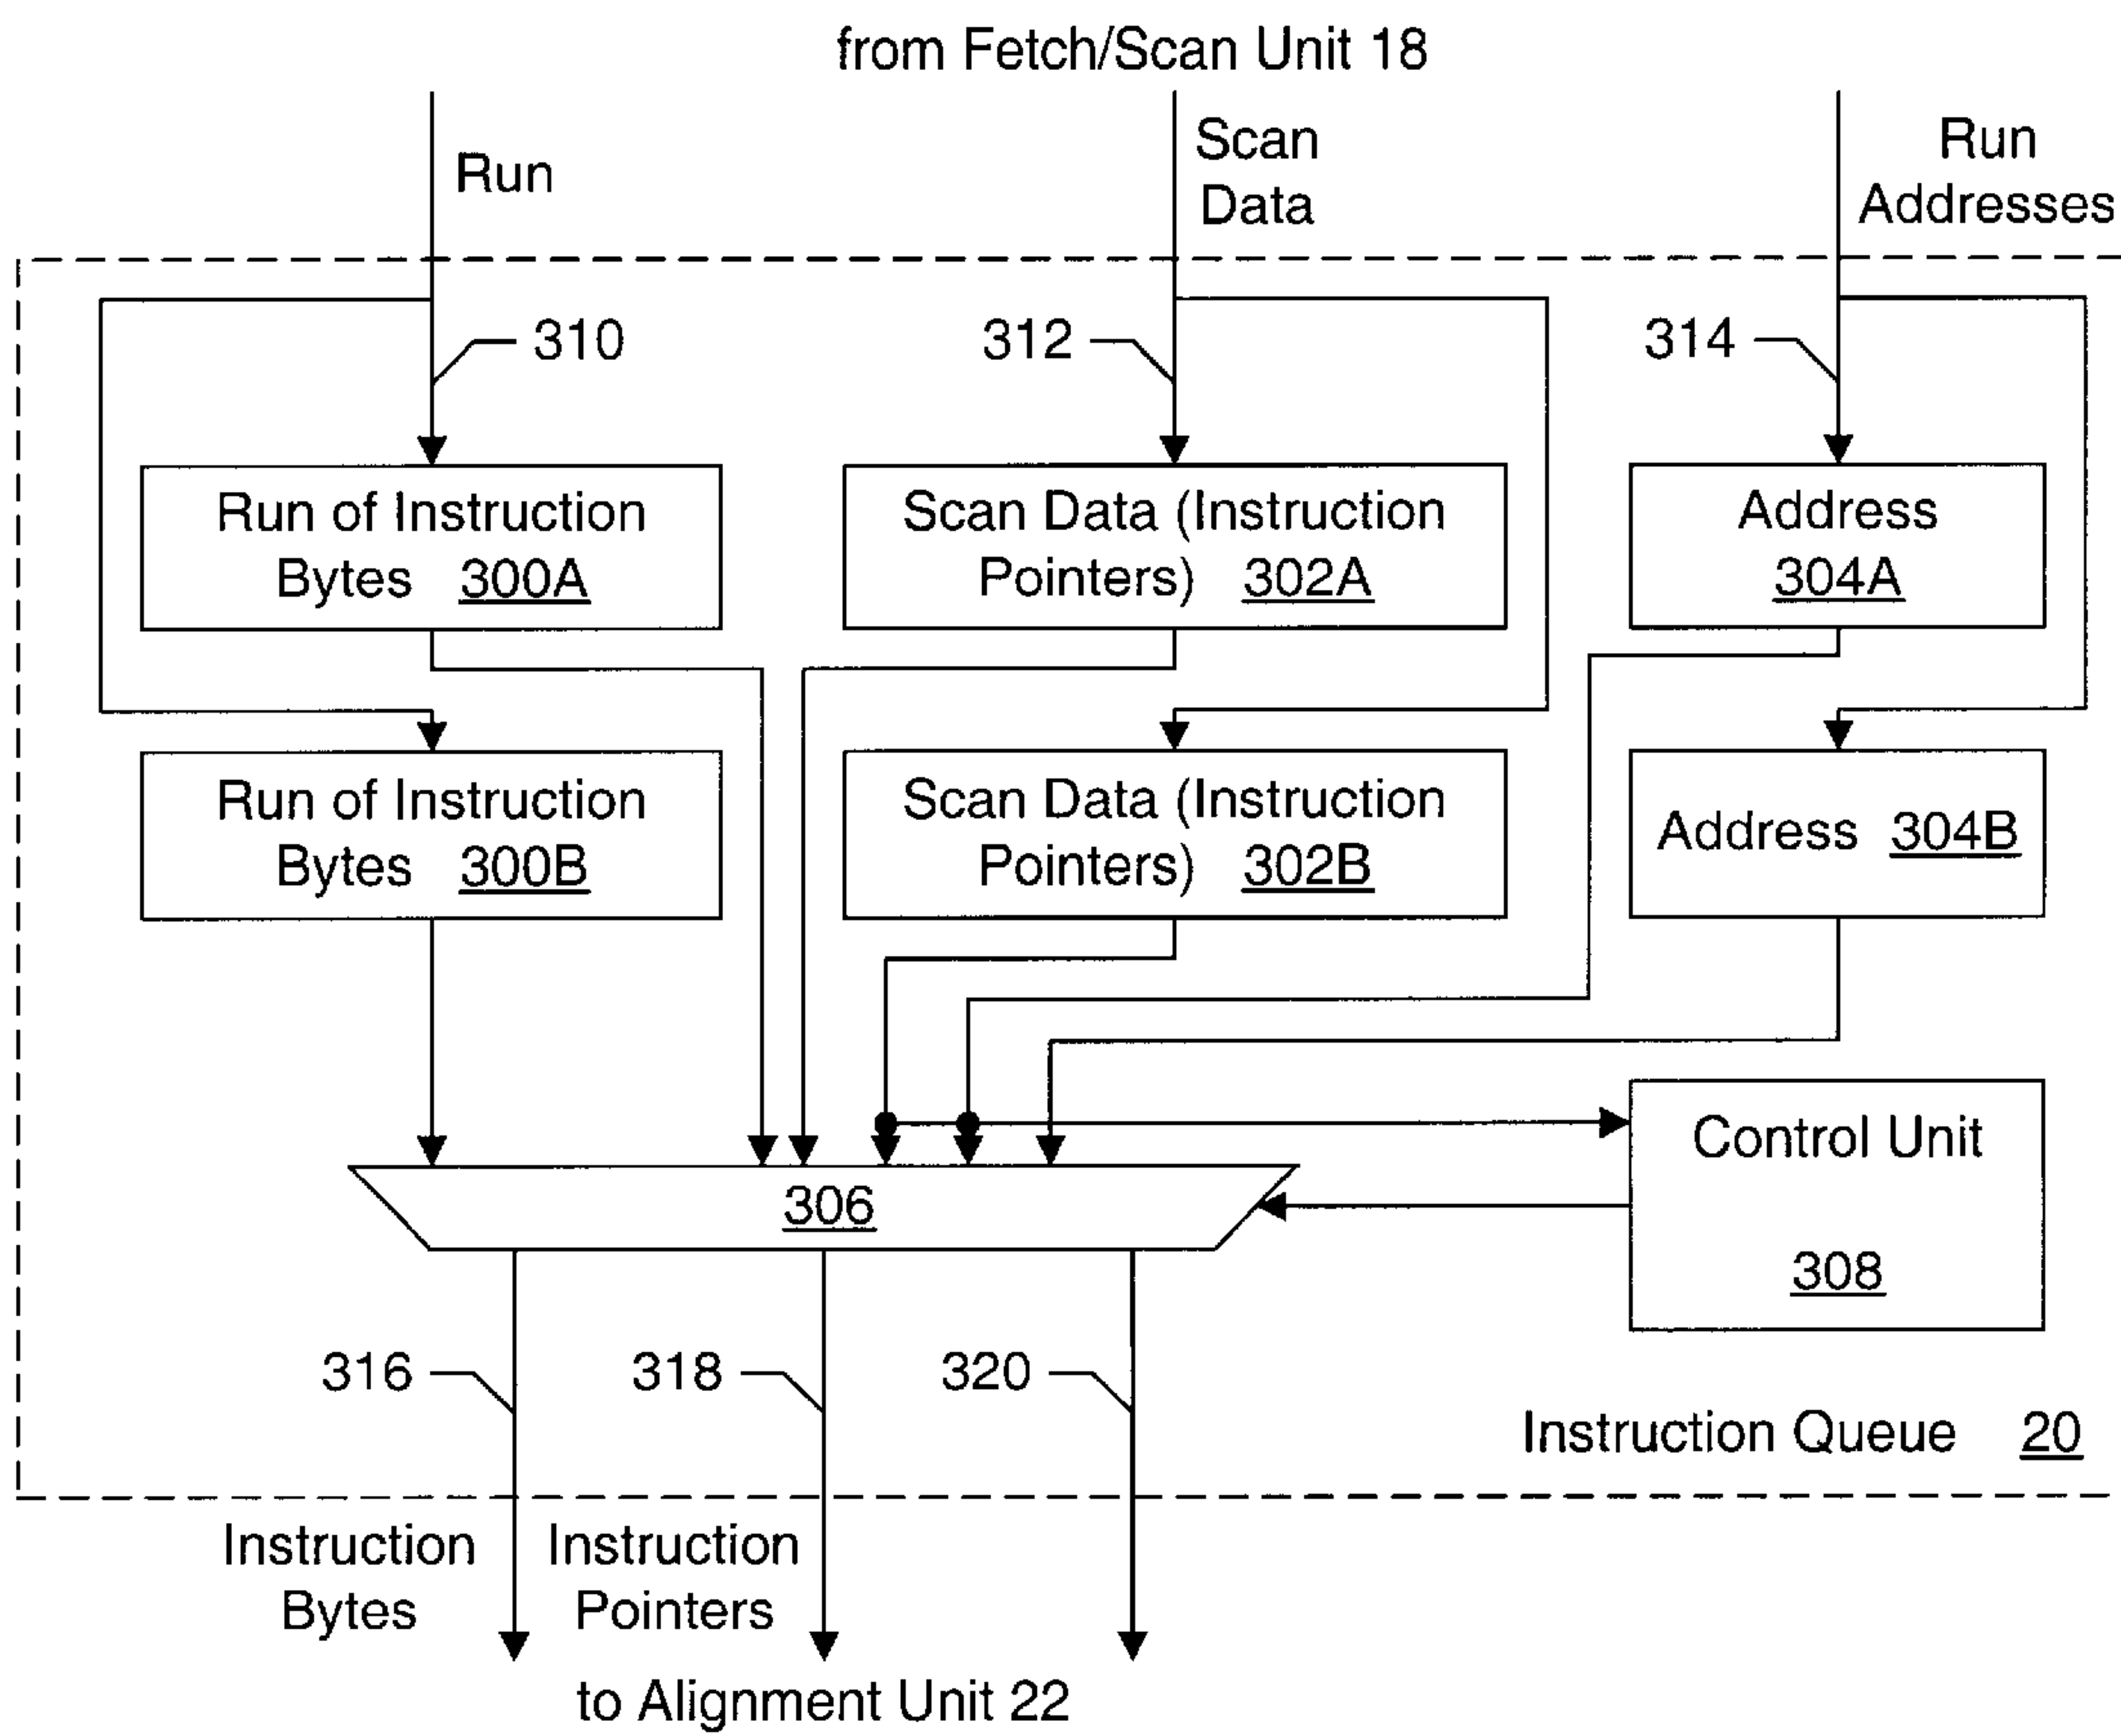 from Fetch/Scan Unit 18
Run
Scan
Data
Run
Addresses
310
312
314
Run of Instruction
Bytes 300A
Scan Data (Instruction
Pointers) 302A
Address
304A
Run of Instruction
Bytes 300B
Scan Data (Instruction
Pointers) 302B
Address 304B
306
Control Unit
308
316
318
320
Instruction Queue 20
Instruction
Bytes
Instruction
Pointers
to Alignment Unit 22